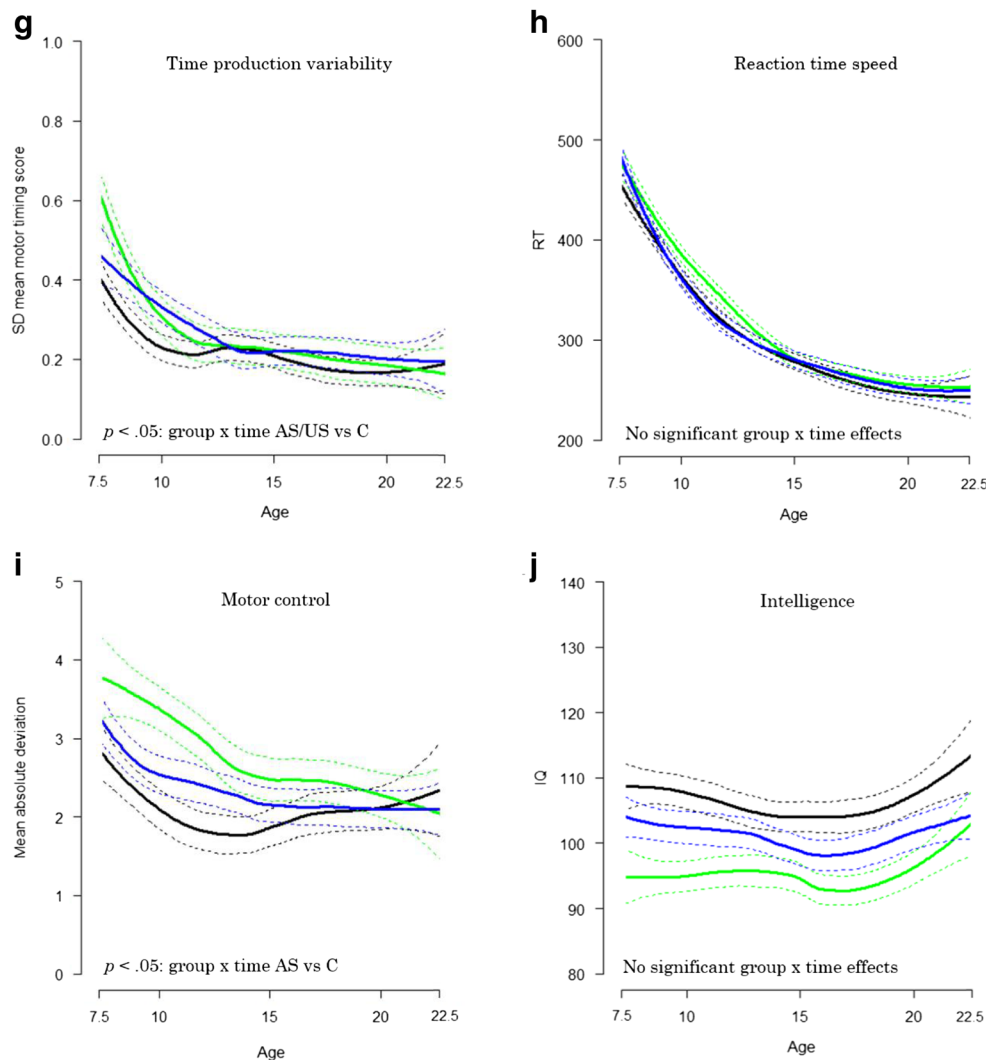 g
Time production variability
SD mean motor timing score
1.0
0.8
0.6
0.4
0.2
0.0
p < .05: group x time AS/US vs C
7.5 10 15 20 22.5
Age
h
Reaction time speed
RT
600
500
400
300
200
No significant group x time effects
7.5 10 15 20 22.5
Age
i
Motor control
Mean absolute deviation
5
4
3
2
1
0
p < .05: group x time AS vs C
7.5 10 15 20 22.5
Age
j
Intelligence
IQ
140
130
120
110
100
90
80
No significant group x time effects
7.5 10 15 20 22.5
Age